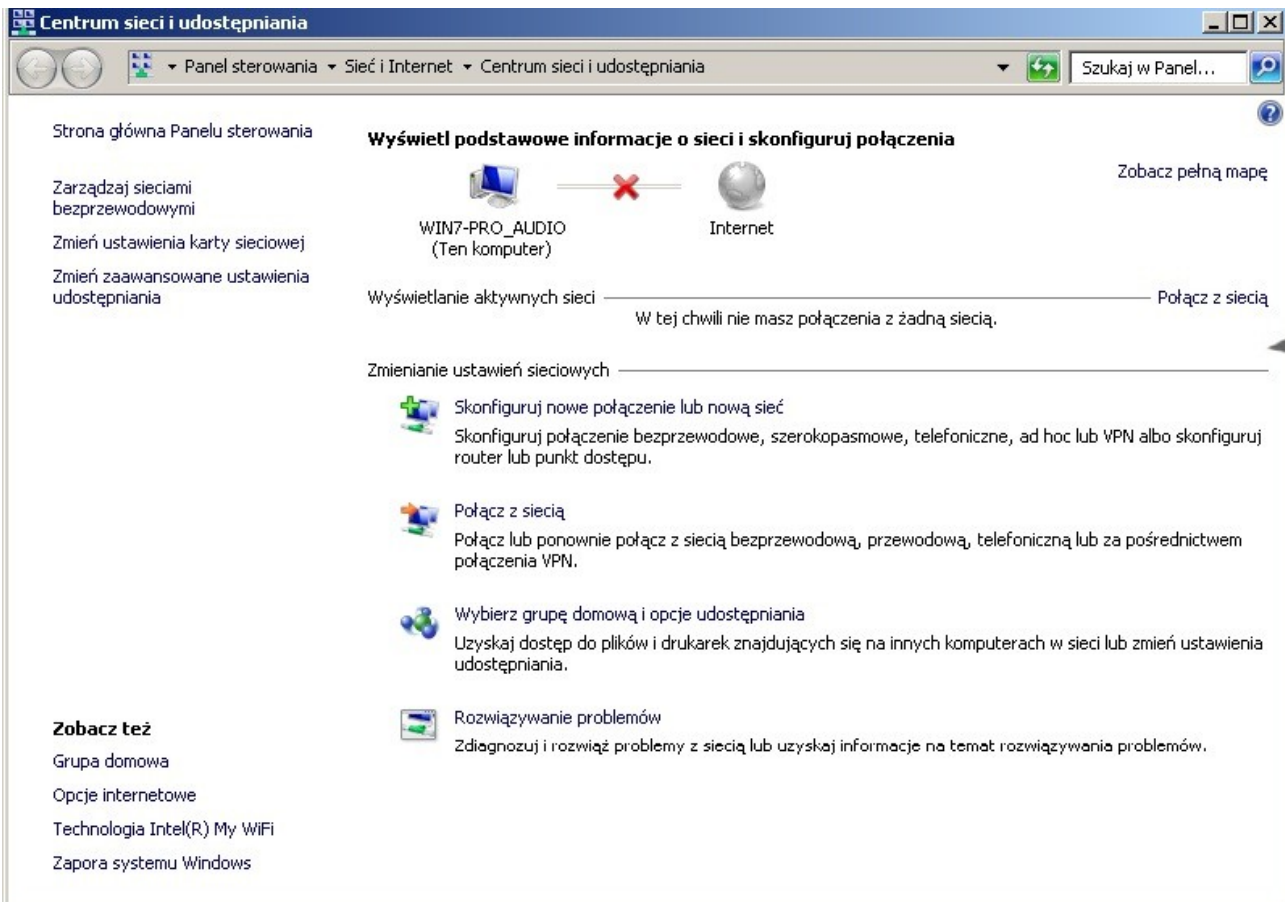 Centrum sieci i udostępniania
Panel sterowania Sieć i Internet Centrum sieci i udostępniania
Szukaj w Panel...
Strona główna Panelu sterowania
Zarządzaj sieciami
bezprzewodowymi
Zmień ustawienia karty sieciowej
Zmień zaawansowane ustawienia
udostępniania
Wyświetl podstawowe informacje o sieci i skonfiguruj połączenia
Zobacz pełną mapę
WIN7-PRO_AUDIO
(Ten komputer)
Internet
Wyświetlanie aktywnych sieci
Połącz z siecią
W tej chwili nie masz połączenia z żadną siecią.
Zmienianie ustawień sieciowych
Skonfiguruj nowe połączenie lub nową sieć
Skonfiguruj połączenie bezprzewodowe, szerokopasmowe, telefoniczne, ad hoc lub VPN albo skonfiguruj
router lub punkt dostępu.
Połącz z siecią
Połącz lub ponownie połącz z siecią bezprzewodową, przewodową, telefoniczną lub za pośrednictwem
połączenia VPN.
Wybierz grupę domową i opcje udostępniania
Uzyskaj dostęp do plików i drukarek znajdujących się na innych komputerach w sieci lub zmień ustawienia
udostępniania.
Rozwiązywanie problemów
Zdiagnozuj i rozwiąż problemy z siecią lub uzyskaj informacje na temat rozwiązywania problemów.
Zobacz też
Grupa domowa
Opcje internetowe
Technologia Intel(R) My WiFi
Zapora systemu Windows